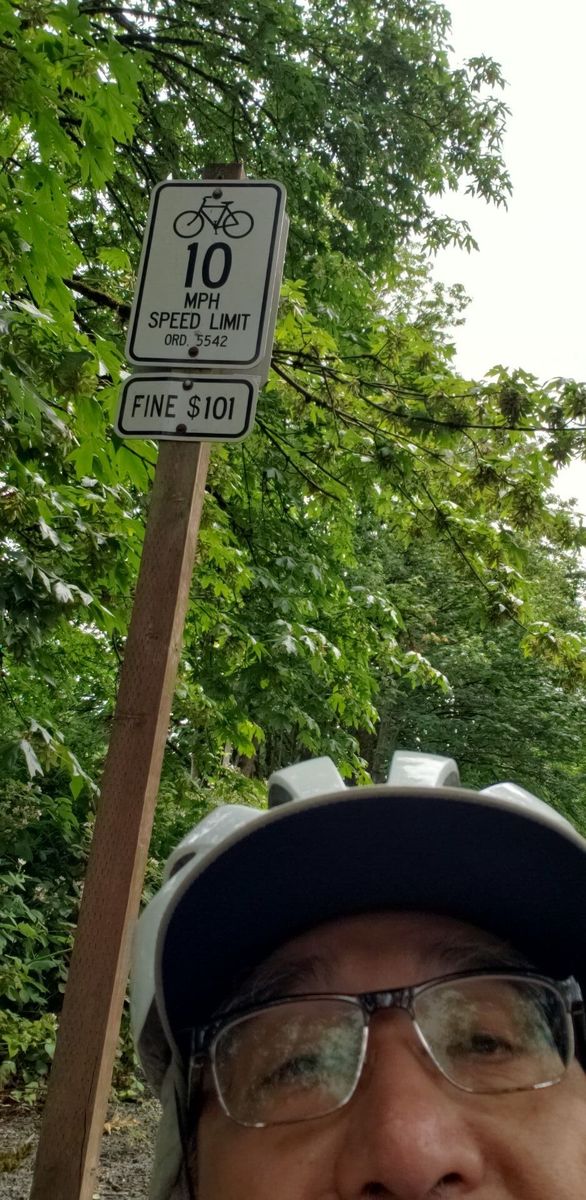 10
MPH
SPEED LIMIT
ORD. 5542
FINE $101